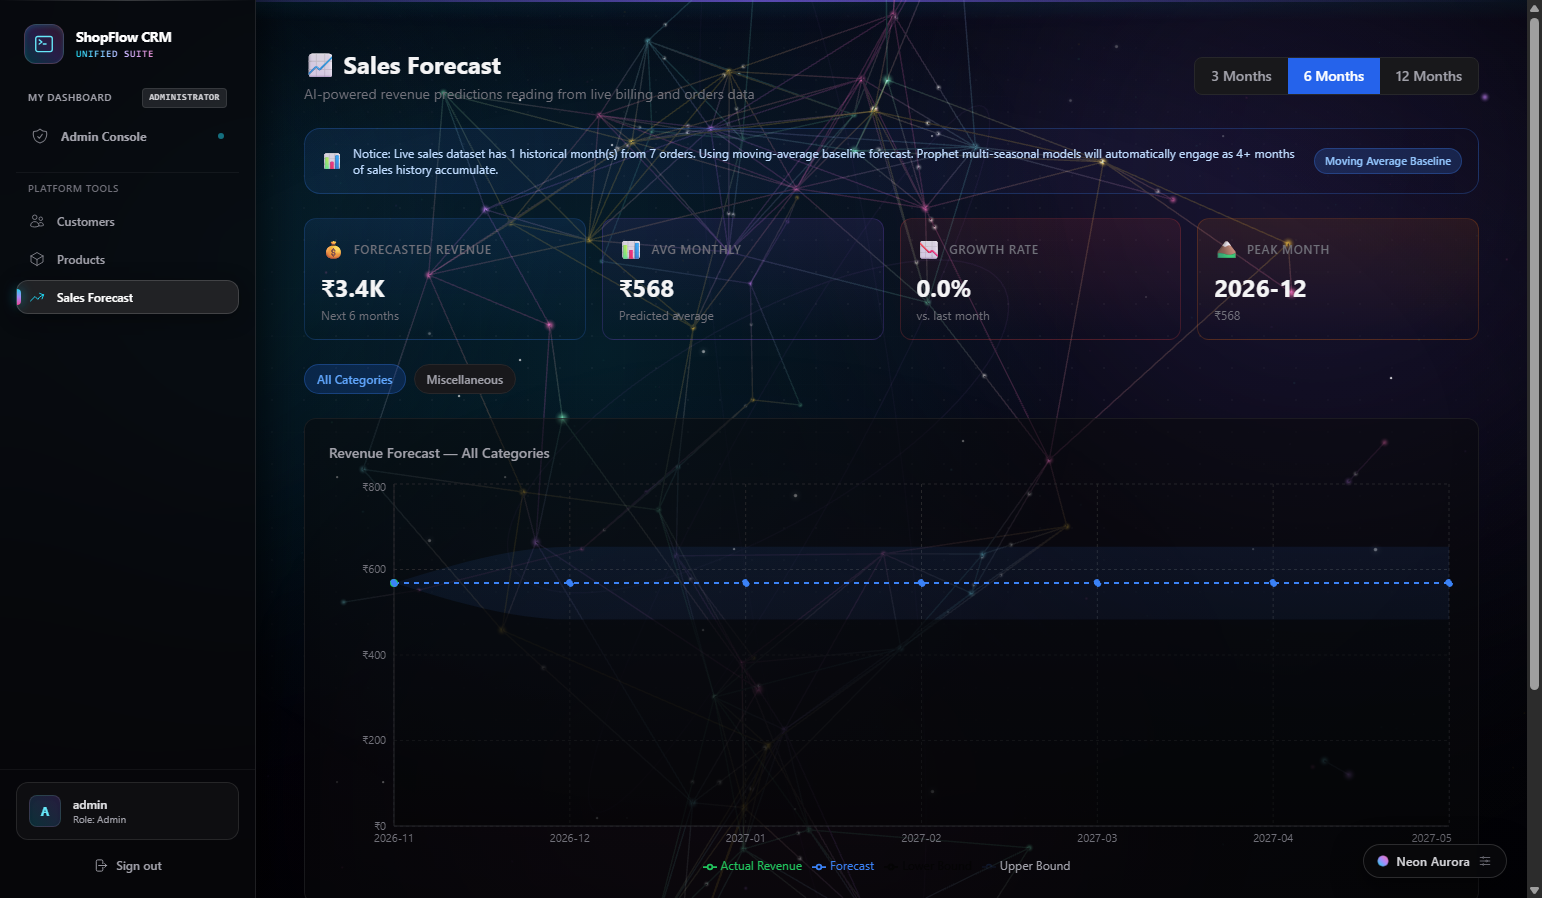 ShopFlow CRM
UNIFIED SUITE
MY DASHBOARD
ADMINISTRATOR
Admin Console
PLATFORM TOOLS
Customers
Products
Sales Forecast
admin
Role: Admin
A
Sign out
Sales Forecast
AI-powered revenue predictions reading from live billing and orders data
3 Months
6 Months
12 Months
Notice: Live sales dataset has 1 historical month(s) from 7 orders. Using moving-average baseline forecast. Prophet multi-seasonal models will automatically engage as 4+ months
of sales history accumulate.
Moving Average Baseline
FORECASTED REVENUE
₹3.4K
Next 6 months
AVG MONTHLY
₹568
Predicted average
GROWTH RATE
0.0%
vs. last month
PEAK MONTH
2026-12
₹568
All Categories
Miscellaneous
Revenue Forecast — All Categories
₹800
₹600
₹400
₹200
₹0
2026-11
2026-12
2027-01
2027-02
2027-03
2027-04
2027-05
Actual Revenue
Forecast
Upper Bound
Neon Aurora